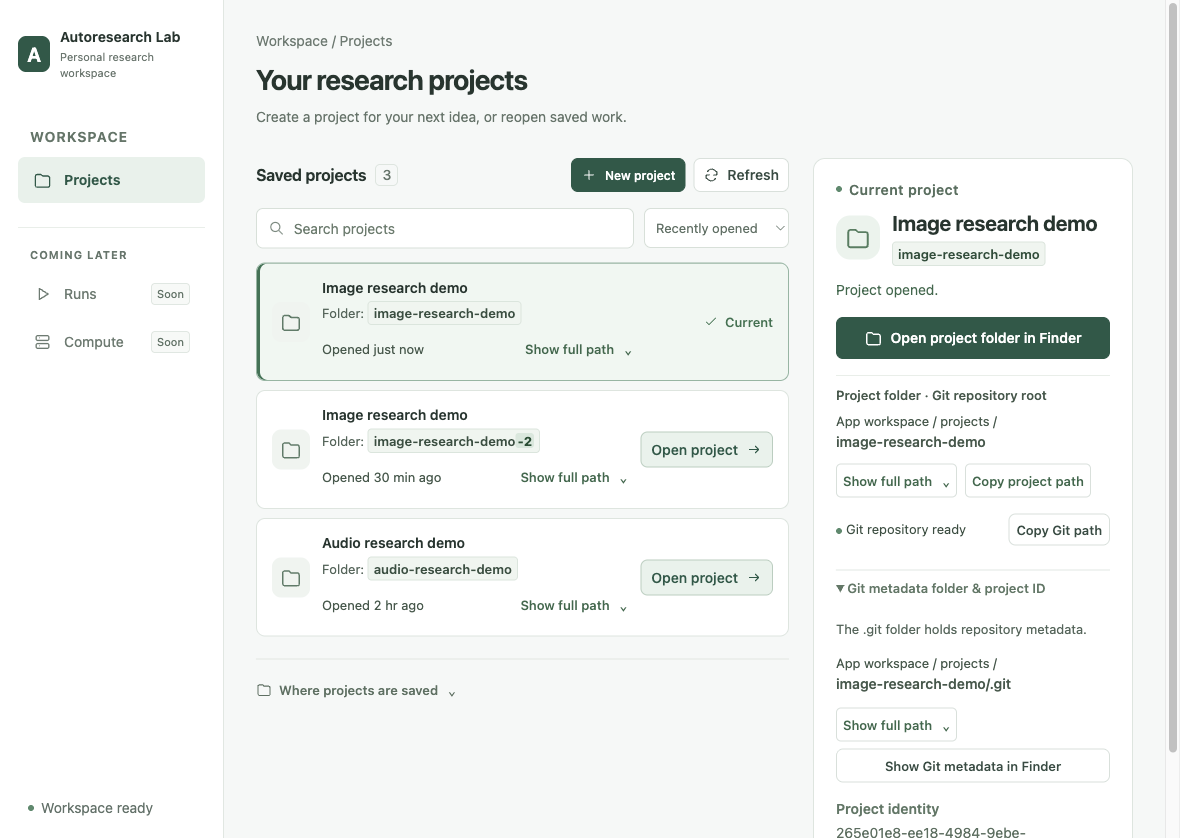 A
Autoresearch Lab
Personal research
workspace
WORKSPACE
Projects
COMING LATER
Runs
Soon
Compute
Soon
Workspace ready
Workspace / Projects
Your research projects
Create a project for your next idea, or reopen saved work.
Saved projects
3
New project
Refresh
Search projects
Recently opened
Image research demo
Folder: image-research-demo
Opened just now
Show full path
Current
Image research demo
Folder: image-research-demo-2
Opened 30 min ago
Show full path
Open project →
Audio research demo
Folder: audio-research-demo
Opened 2 hr ago
Show full path
Open project →
Where projects are saved
Current project
Image research demo
image-research-demo
Project opened.
Open project folder in Finder
Project folder · Git repository root
App workspace / projects /
image-research-demo
Show full path
Copy project path
Git repository ready
Copy Git path
Git metadata folder & project ID
The .git folder holds repository metadata.
App workspace / projects /
image-research-demo/.git
Show full path
Show Git metadata in Finder
Project identity
265e01e8-ee18-4984-9ebe-